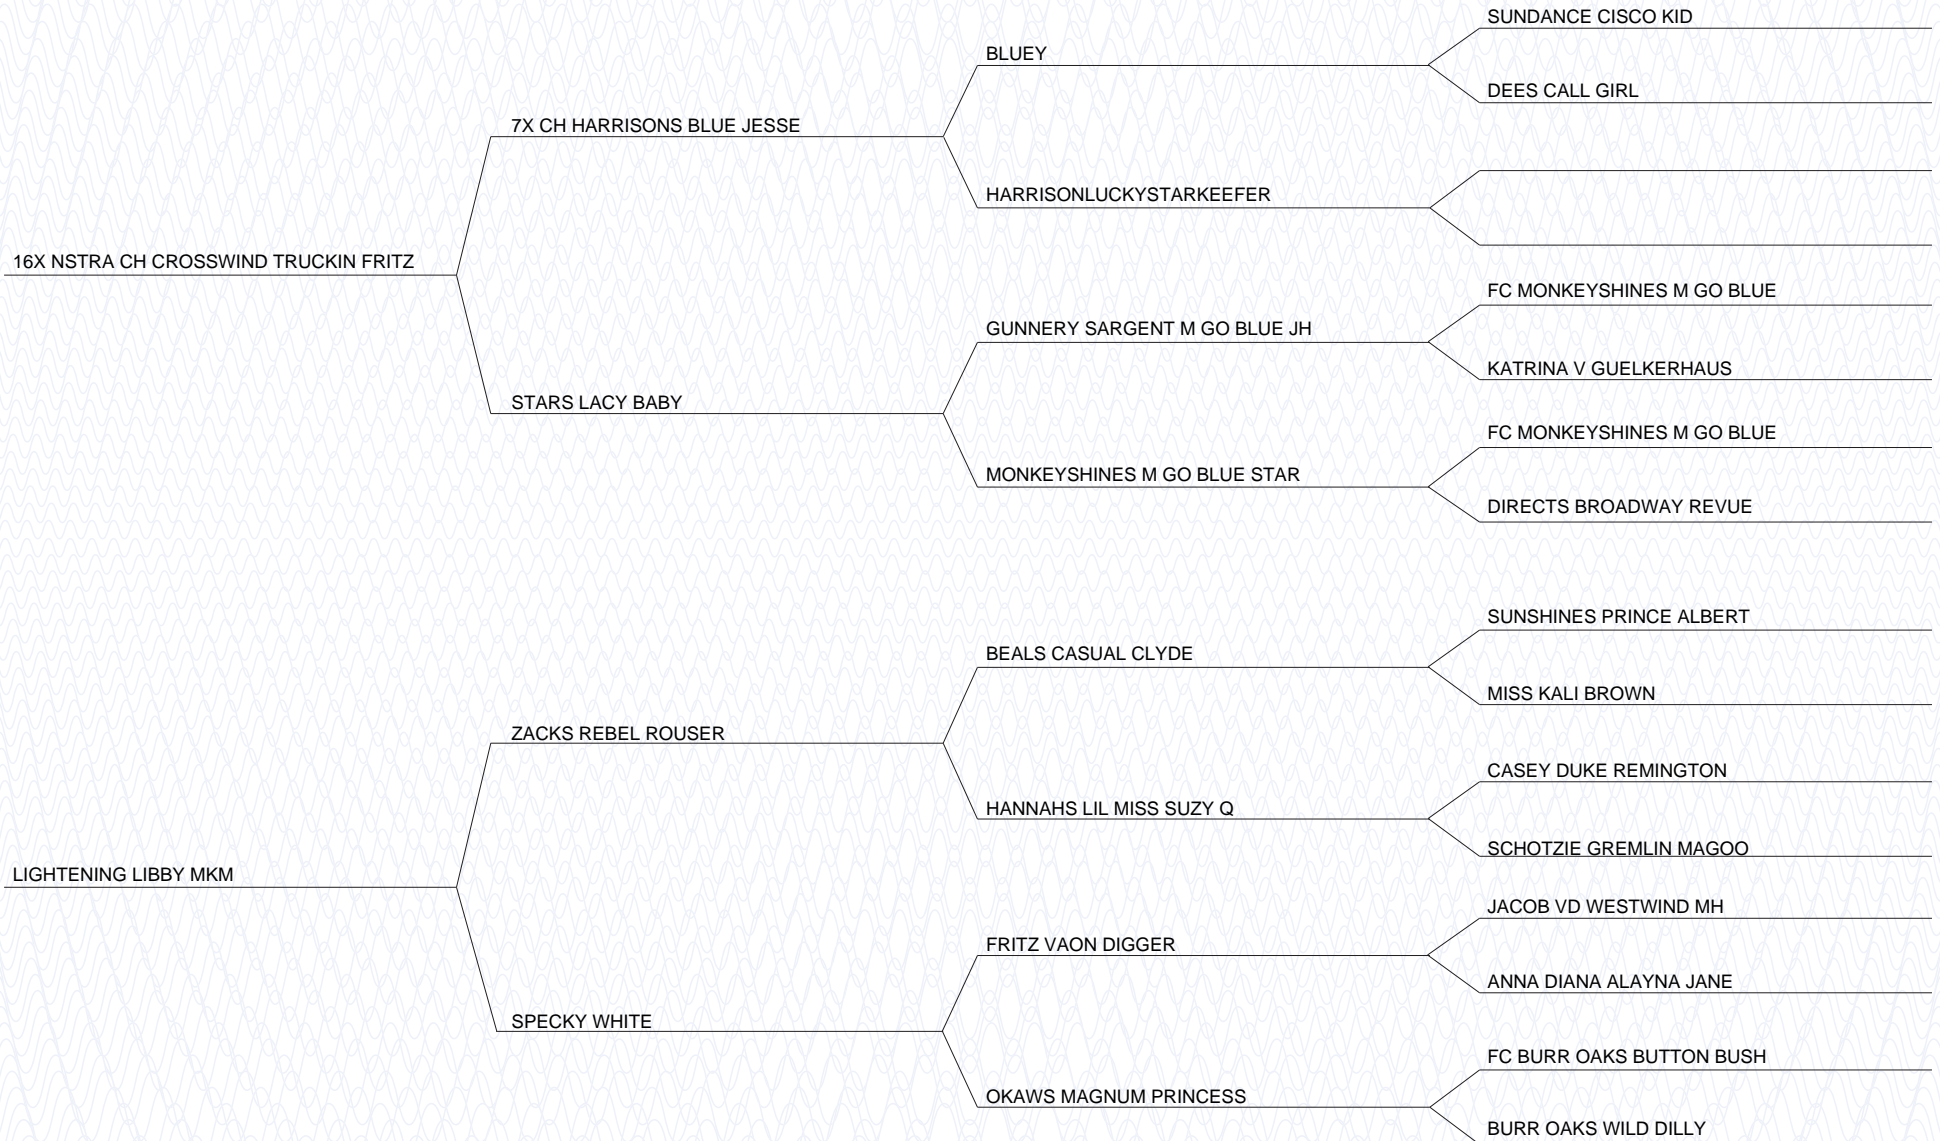 SUNDANCE CISCO KID
BLUEY
DEES CALL GIRL
7X CH HARRISONS BLUE JESSE
HARRISONLUCKYSTARKEEFER
16X NSTRA CH CROSSWIND TRUCKIN FRITZ
FC MONKEYSHINES M GO BLUE
GUNNERY SARGENT M GO BLUE JH
KATRINA V GUELKERHAUS
STARS LACY BABY
FC MONKEYSHINES M GO BLUE
MONKEYSHINES M GO BLUE STAR
DIRECTS BROADWAY REVUE
SUNSHINES PRINCE ALBERT
BEALS CASUAL CLYDE
MISS KALI BROWN
ZACKS REBEL ROUSER
CASEY DUKE REMINGTON
HANNAHS LIL MISS SUZY Q
SCHOTZIE GREMLIN MAGOO
LIGHTENING LIBBY MKM
JACOB VD WESTWIND MH
FRITZ VAON DIGGER
ANNA DIANA ALAYNA JANE
SPECKY WHITE
FC BURR OAKS BUTTON BUSH
OKAWS MAGNUM PRINCESS
BURR OAKS WILD DILLY